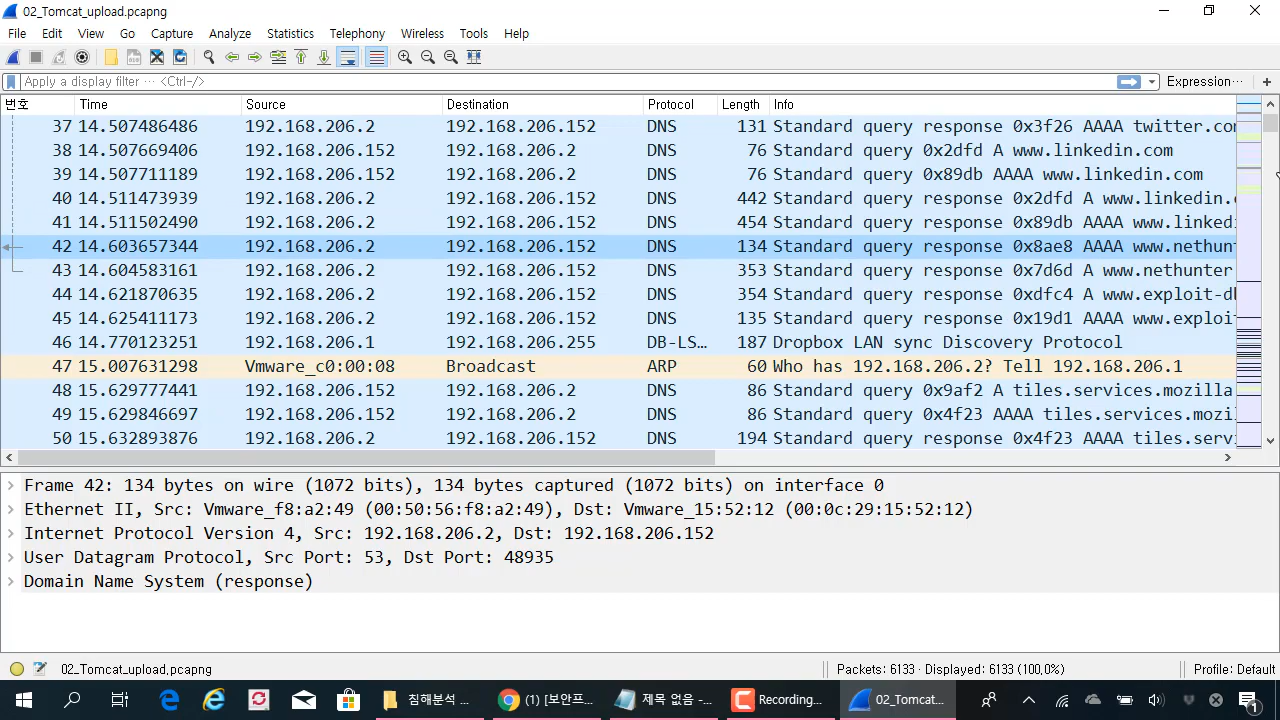 02_Tomcat_upload.pcapng
File Edit View Go Capture Analyze Statistics Telephony Wireless Tools Help
Apply a display filter … <Ctrl-/> Expression…
번호 Time Source Destination Protocol Length Info
37 14.507486486 192.168.206.2 192.168.206.152 DNS 131 Standard query response 0x3f26 AAAA twitter.co
38 14.507669406 192.168.206.152 192.168.206.2 DNS 76 Standard query 0x2dfd A www.linkedin.com
39 14.507711189 192.168.206.152 192.168.206.2 DNS 76 Standard query 0x89db AAAA www.linkedin.com
40 14.511473939 192.168.206.2 192.168.206.152 DNS 442 Standard query response 0x2dfd A www.linkedin.
41 14.511502490 192.168.206.2 192.168.206.152 DNS 454 Standard query response 0x89db AAAA www.linked
42 14.603657344 192.168.206.2 192.168.206.152 DNS 134 Standard query response 0x8ae8 AAAA www.nethun
43 14.604583161 192.168.206.2 192.168.206.152 DNS 353 Standard query response 0x7d6d A www.nethunter
44 14.621870635 192.168.206.2 192.168.206.152 DNS 354 Standard query response 0xdfc4 A www.exploit-d
45 14.625411173 192.168.206.2 192.168.206.152 DNS 135 Standard query response 0x19d1 AAAA www.exploi
46 14.770123251 192.168.206.1 192.168.206.255 DB-LS… 187 Dropbox LAN sync Discovery Protocol
47 15.007631298 Vmware_c0:00:08 Broadcast ARP 60 Who has 192.168.206.2? Tell 192.168.206.1
48 15.629777441 192.168.206.152 192.168.206.2 DNS 86 Standard query 0x9af2 A tiles.services.mozilla
49 15.629846697 192.168.206.152 192.168.206.2 DNS 86 Standard query 0x4f23 AAAA tiles.services.mozi
50 15.632893876 192.168.206.2 192.168.206.152 DNS 194 Standard query response 0x4f23 AAAA tiles.serv
Frame 42: 134 bytes on wire (1072 bits), 134 bytes captured (1072 bits) on interface 0
Ethernet II, Src: Vmware_f8:a2:49 (00:50:56:f8:a2:49), Dst: Vmware_15:52:12 (00:0c:29:15:52:12)
Internet Protocol Version 4, Src: 192.168.206.2, Dst: 192.168.206.152
User Datagram Protocol, Src Port: 53, Dst Port: 48935
Domain Name System (response)
02_Tomcat_upload.pcapng Packets: 6133 · Displayed: 6133 (100.0%) Profile: Default
침해분석 ... (1) [보안프... 제목 없음 -... Recording... 02_Tomcat... 1